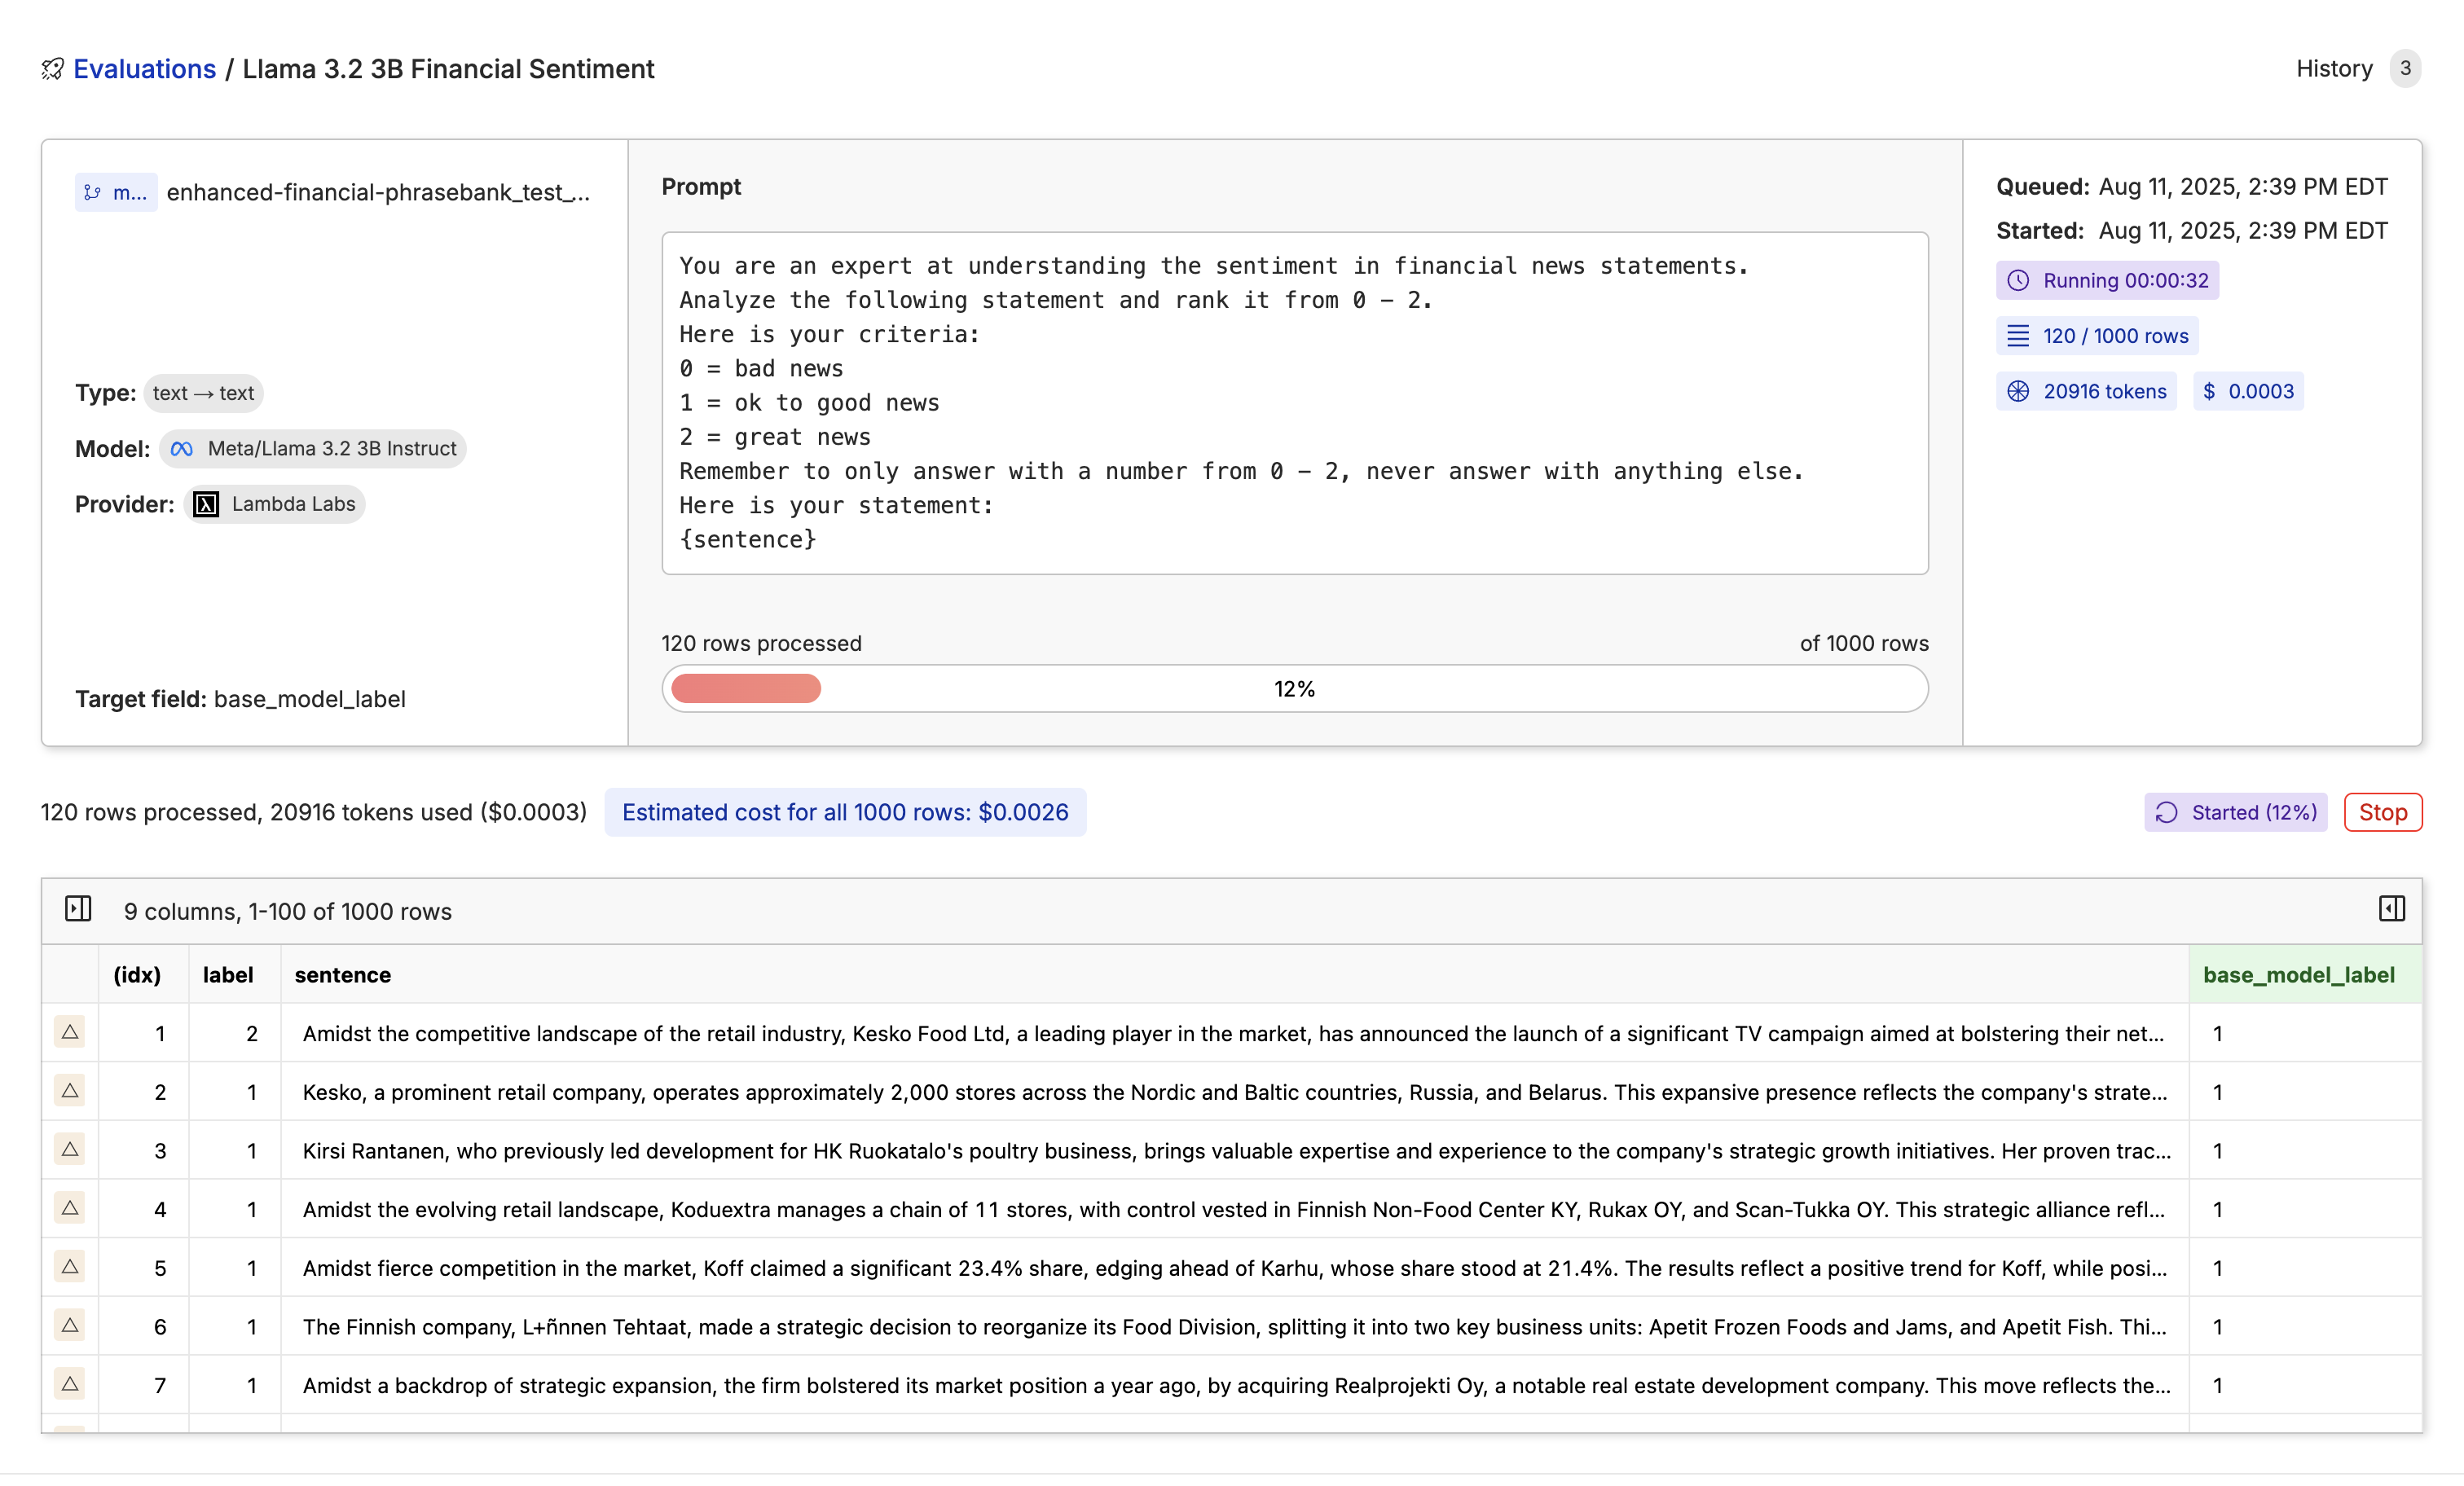 Evaluations / Llama 3.2 3B Financial Sentiment
History 3
m... enhanced-financial-phrasebank_test_...
Type: text → text
Model: Meta/Llama 3.2 3B Instruct
Provider: Lambda Labs
Target field: base_model_label
Prompt
You are an expert at understanding the sentiment in financial news statements.
Analyze the following statement and rank it from 0 – 2.
Here is your criteria:
0 = bad news
1 = ok to good news
2 = great news
Remember to only answer with a number from 0 – 2, never answer with anything else.
Here is your statement:
{sentence}
120 rows processed of 1000 rows
12%
Queued: Aug 11, 2025, 2:39 PM EDT
Started: Aug 11, 2025, 2:39 PM EDT
Running 00:00:32
120 / 1000 rows
20916 tokens $ 0.0003
120 rows processed, 20916 tokens used ($0.0003) Estimated cost for all 1000 rows: $0.0026 Started (12%) Stop
9 columns, 1-100 of 1000 rows
(idx) label sentence base_model_label
1 2 Amidst the competitive landscape of the retail industry, Kesko Food Ltd, a leading player in the market, has announced the launch of a significant TV campaign aimed at bolstering their net... 1
2 1 Kesko, a prominent retail company, operates approximately 2,000 stores across the Nordic and Baltic countries, Russia, and Belarus. This expansive presence reflects the company's strate... 1
3 1 Kirsi Rantanen, who previously led development for HK Ruokatalo's poultry business, brings valuable expertise and experience to the company's strategic growth initiatives. Her proven trac... 1
4 1 Amidst the evolving retail landscape, Koduextra manages a chain of 11 stores, with control vested in Finnish Non-Food Center KY, Rukax OY, and Scan-Tukka OY. This strategic alliance refl... 1
5 1 Amidst fierce competition in the market, Koff claimed a significant 23.4% share, edging ahead of Karhu, whose share stood at 21.4%. The results reflect a positive trend for Koff, while posi... 1
6 1 The Finnish company, L+ñnnen Tehtaat, made a strategic decision to reorganize its Food Division, splitting it into two key business units: Apetit Frozen Foods and Jams, and Apetit Fish. Thi... 1
7 1 Amidst a backdrop of strategic expansion, the firm bolstered its market position a year ago, by acquiring Realprojekti Oy, a notable real estate development company. This move reflects the... 1